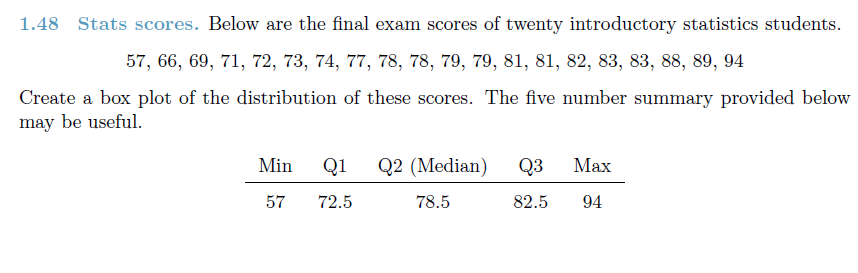 1.48 Stats scores. Below are the final exam scores of twenty introductory statistics students.
57, 66, 69, 71, 72, 73, 74, 77, 78, 78, 79, 79, 81, 81, 82, 83, 83, 88, 89, 94
Create a box plot of the distribution of these scores. The five number summary provided below
may be useful.
Min Q1 Q2 (Median) Q3 Max
57 72.5 78.5 82.5 94